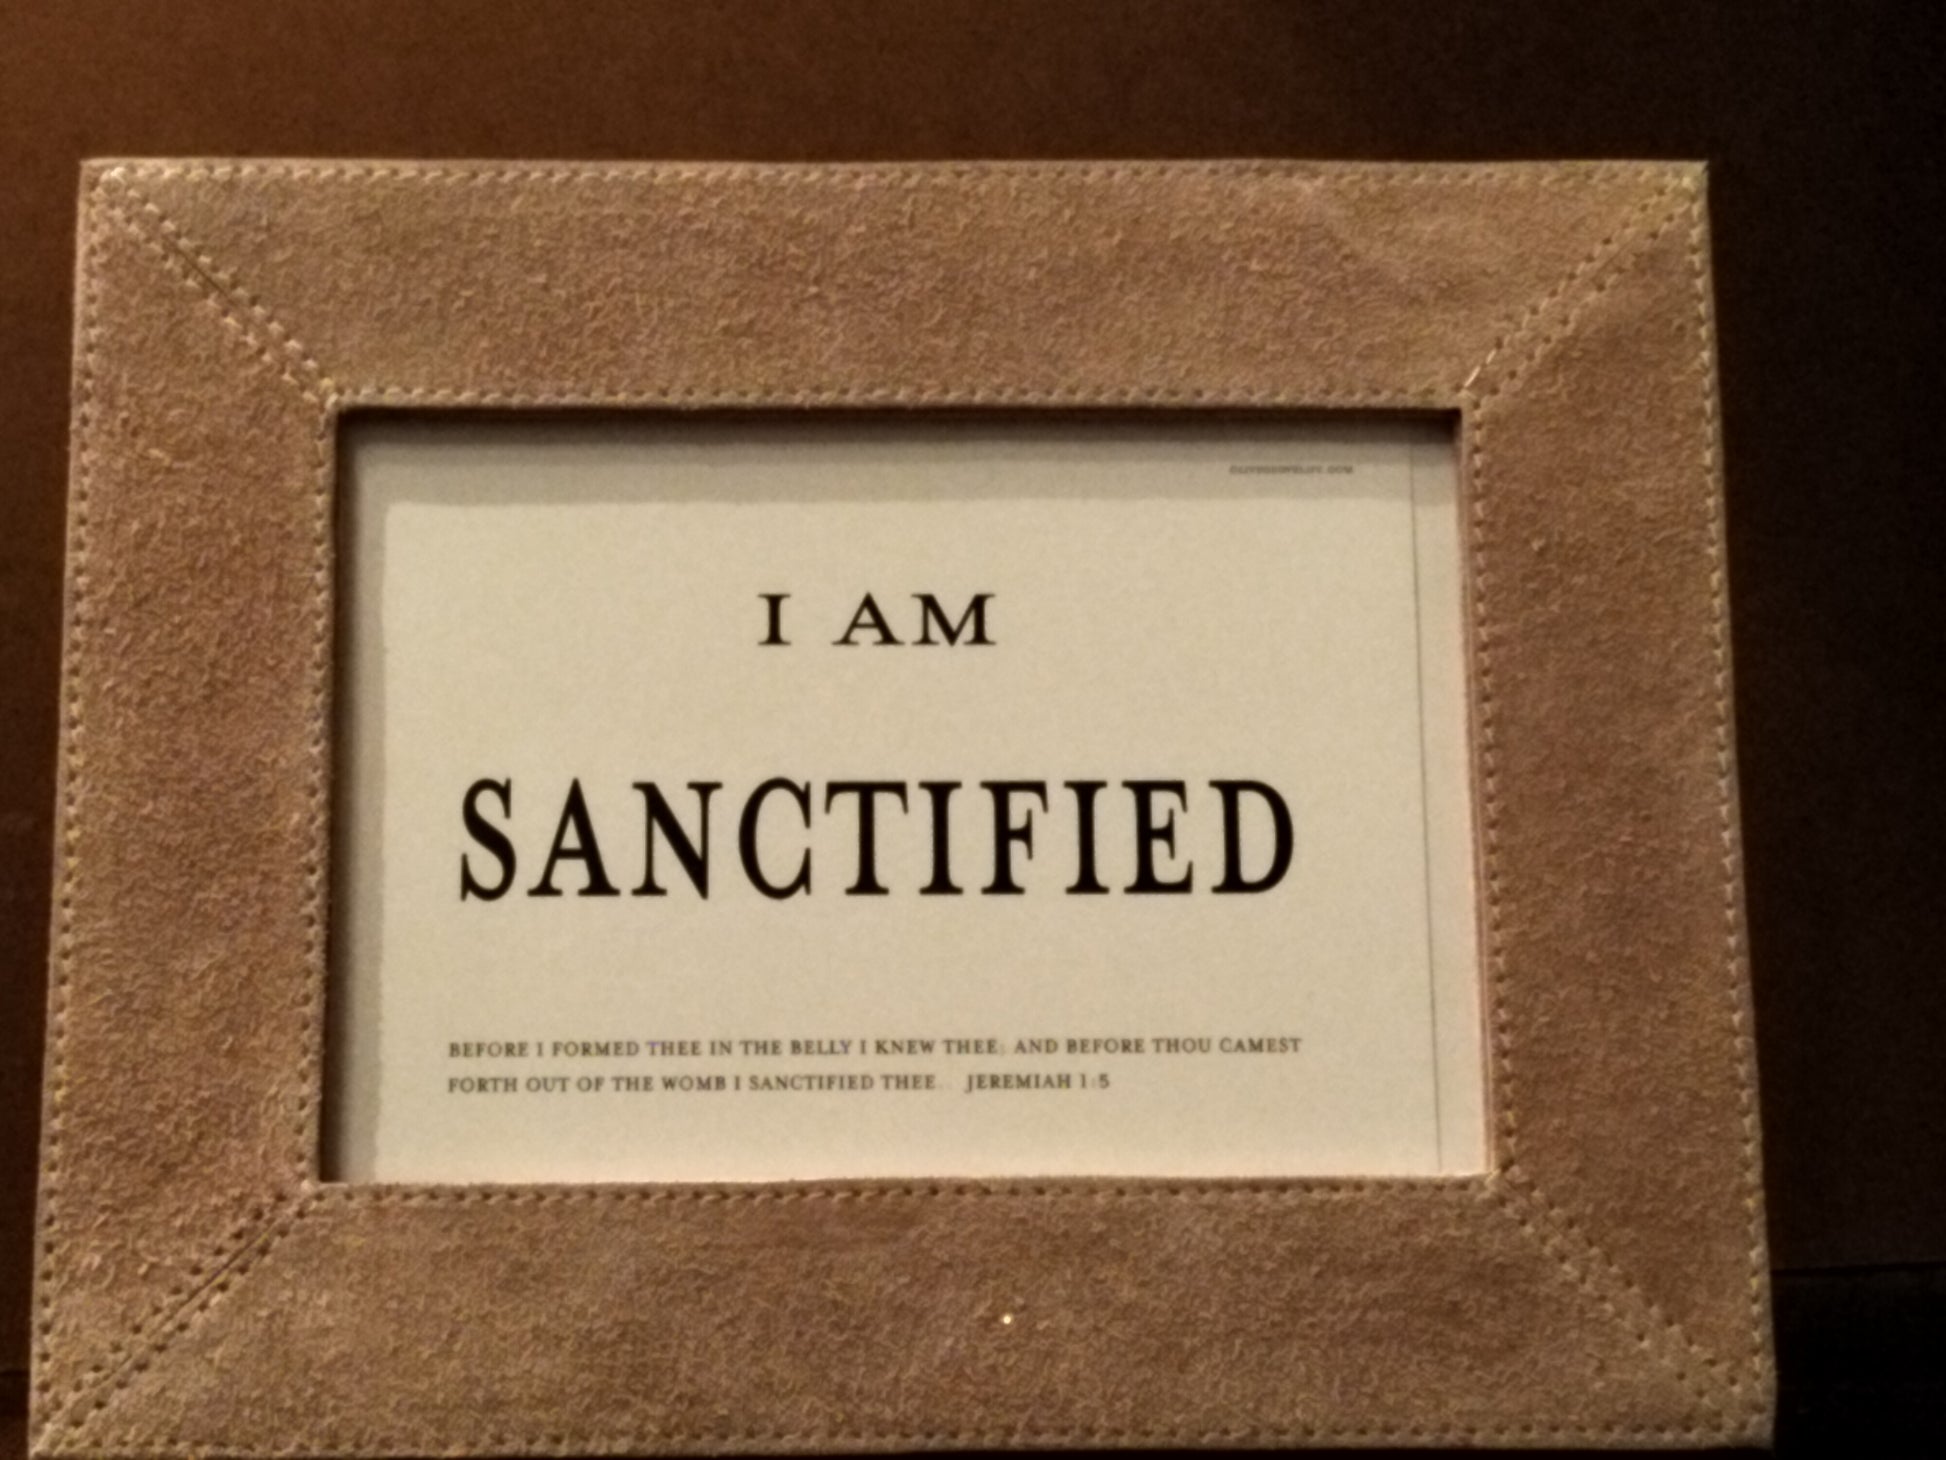 I AM
SANCTIFIED
BEFORE I FORMED THEE IN THE BELLY I KNEW THEE; AND BEFORE THOU CAMEST
FORTH OUT OF THE WOMB I SANCTIFIED THEE... JEREMIAH 1:5